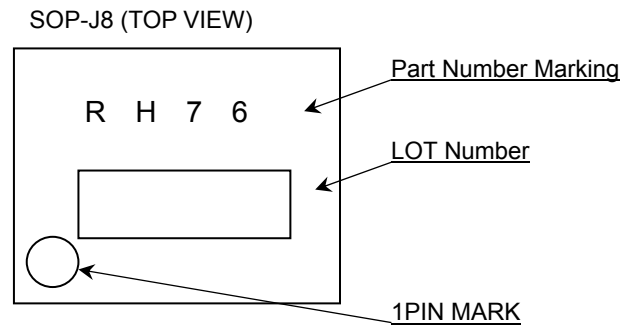 SOP-J8 (TOP VIEW)
Part Number Marking
R H 7 6
LOT Number
1PIN MARK